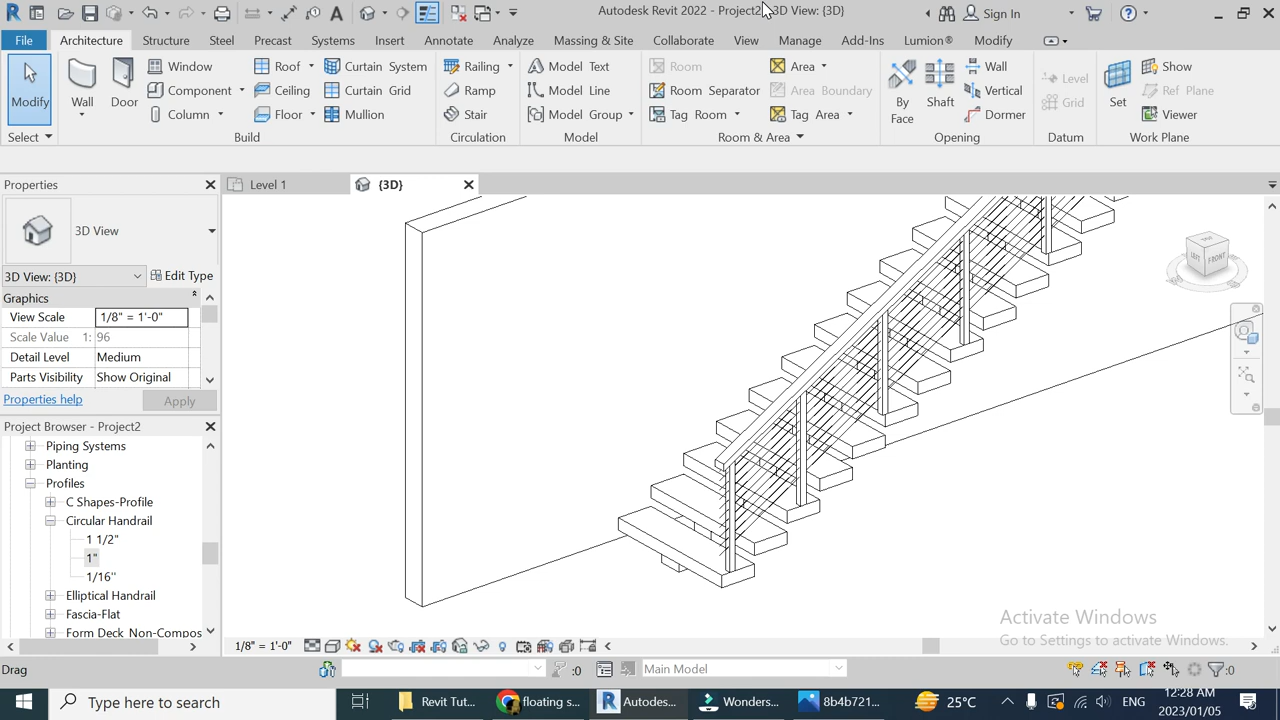 Autodesk Revit 2022 - Project2 - 3D View: {3D}
Sign In
File Architecture Structure Steel Precast Systems Insert Annotate Analyze Massing & Site Collaborate View Manage Add-Ins Lumion® Modify
Modify
Select
Wall
Door
Window
Component
Column
Roof
Ceiling
Floor
Curtain System
Curtain Grid
Mullion
Build
Railing
Ramp
Stair
Circulation
Model Text
Model Line
Model Group
Model
Room
Room Separator
Tag Room
Area
Area Boundary
Tag Area
Room & Area
By
Face
Shaft
Wall
Vertical
Dormer
Opening
Level
Grid
Datum
Set
Show
Ref Plane
Viewer
Work Plane
Properties
Level 1
{3D}
3D View
3D View: {3D}
Edit Type
Graphics
View Scale 1/8" = 1'-0"
Scale Value 1: 96
Detail Level Medium
Parts Visibility Show Original
Properties help
Apply
Project Browser - Project2
Piping Systems
Planting
Profiles
C Shapes-Profile
Circular Handrail
1 1/2"
1"
1/16"
Elliptical Handrail
Fascia-Flat
Form Deck_Non-Compos
TOP
LEFT
FRONT
Activate Windows
Go to Settings to activate Windows.
1/8" = 1'-0"
Drag
:0
Main Model
:0
Type here to search
Revit Tut...
floating s...
Autodes...
Wonders...
8b4b721...
25°C
ENG
12:28 AM
2023/01/05